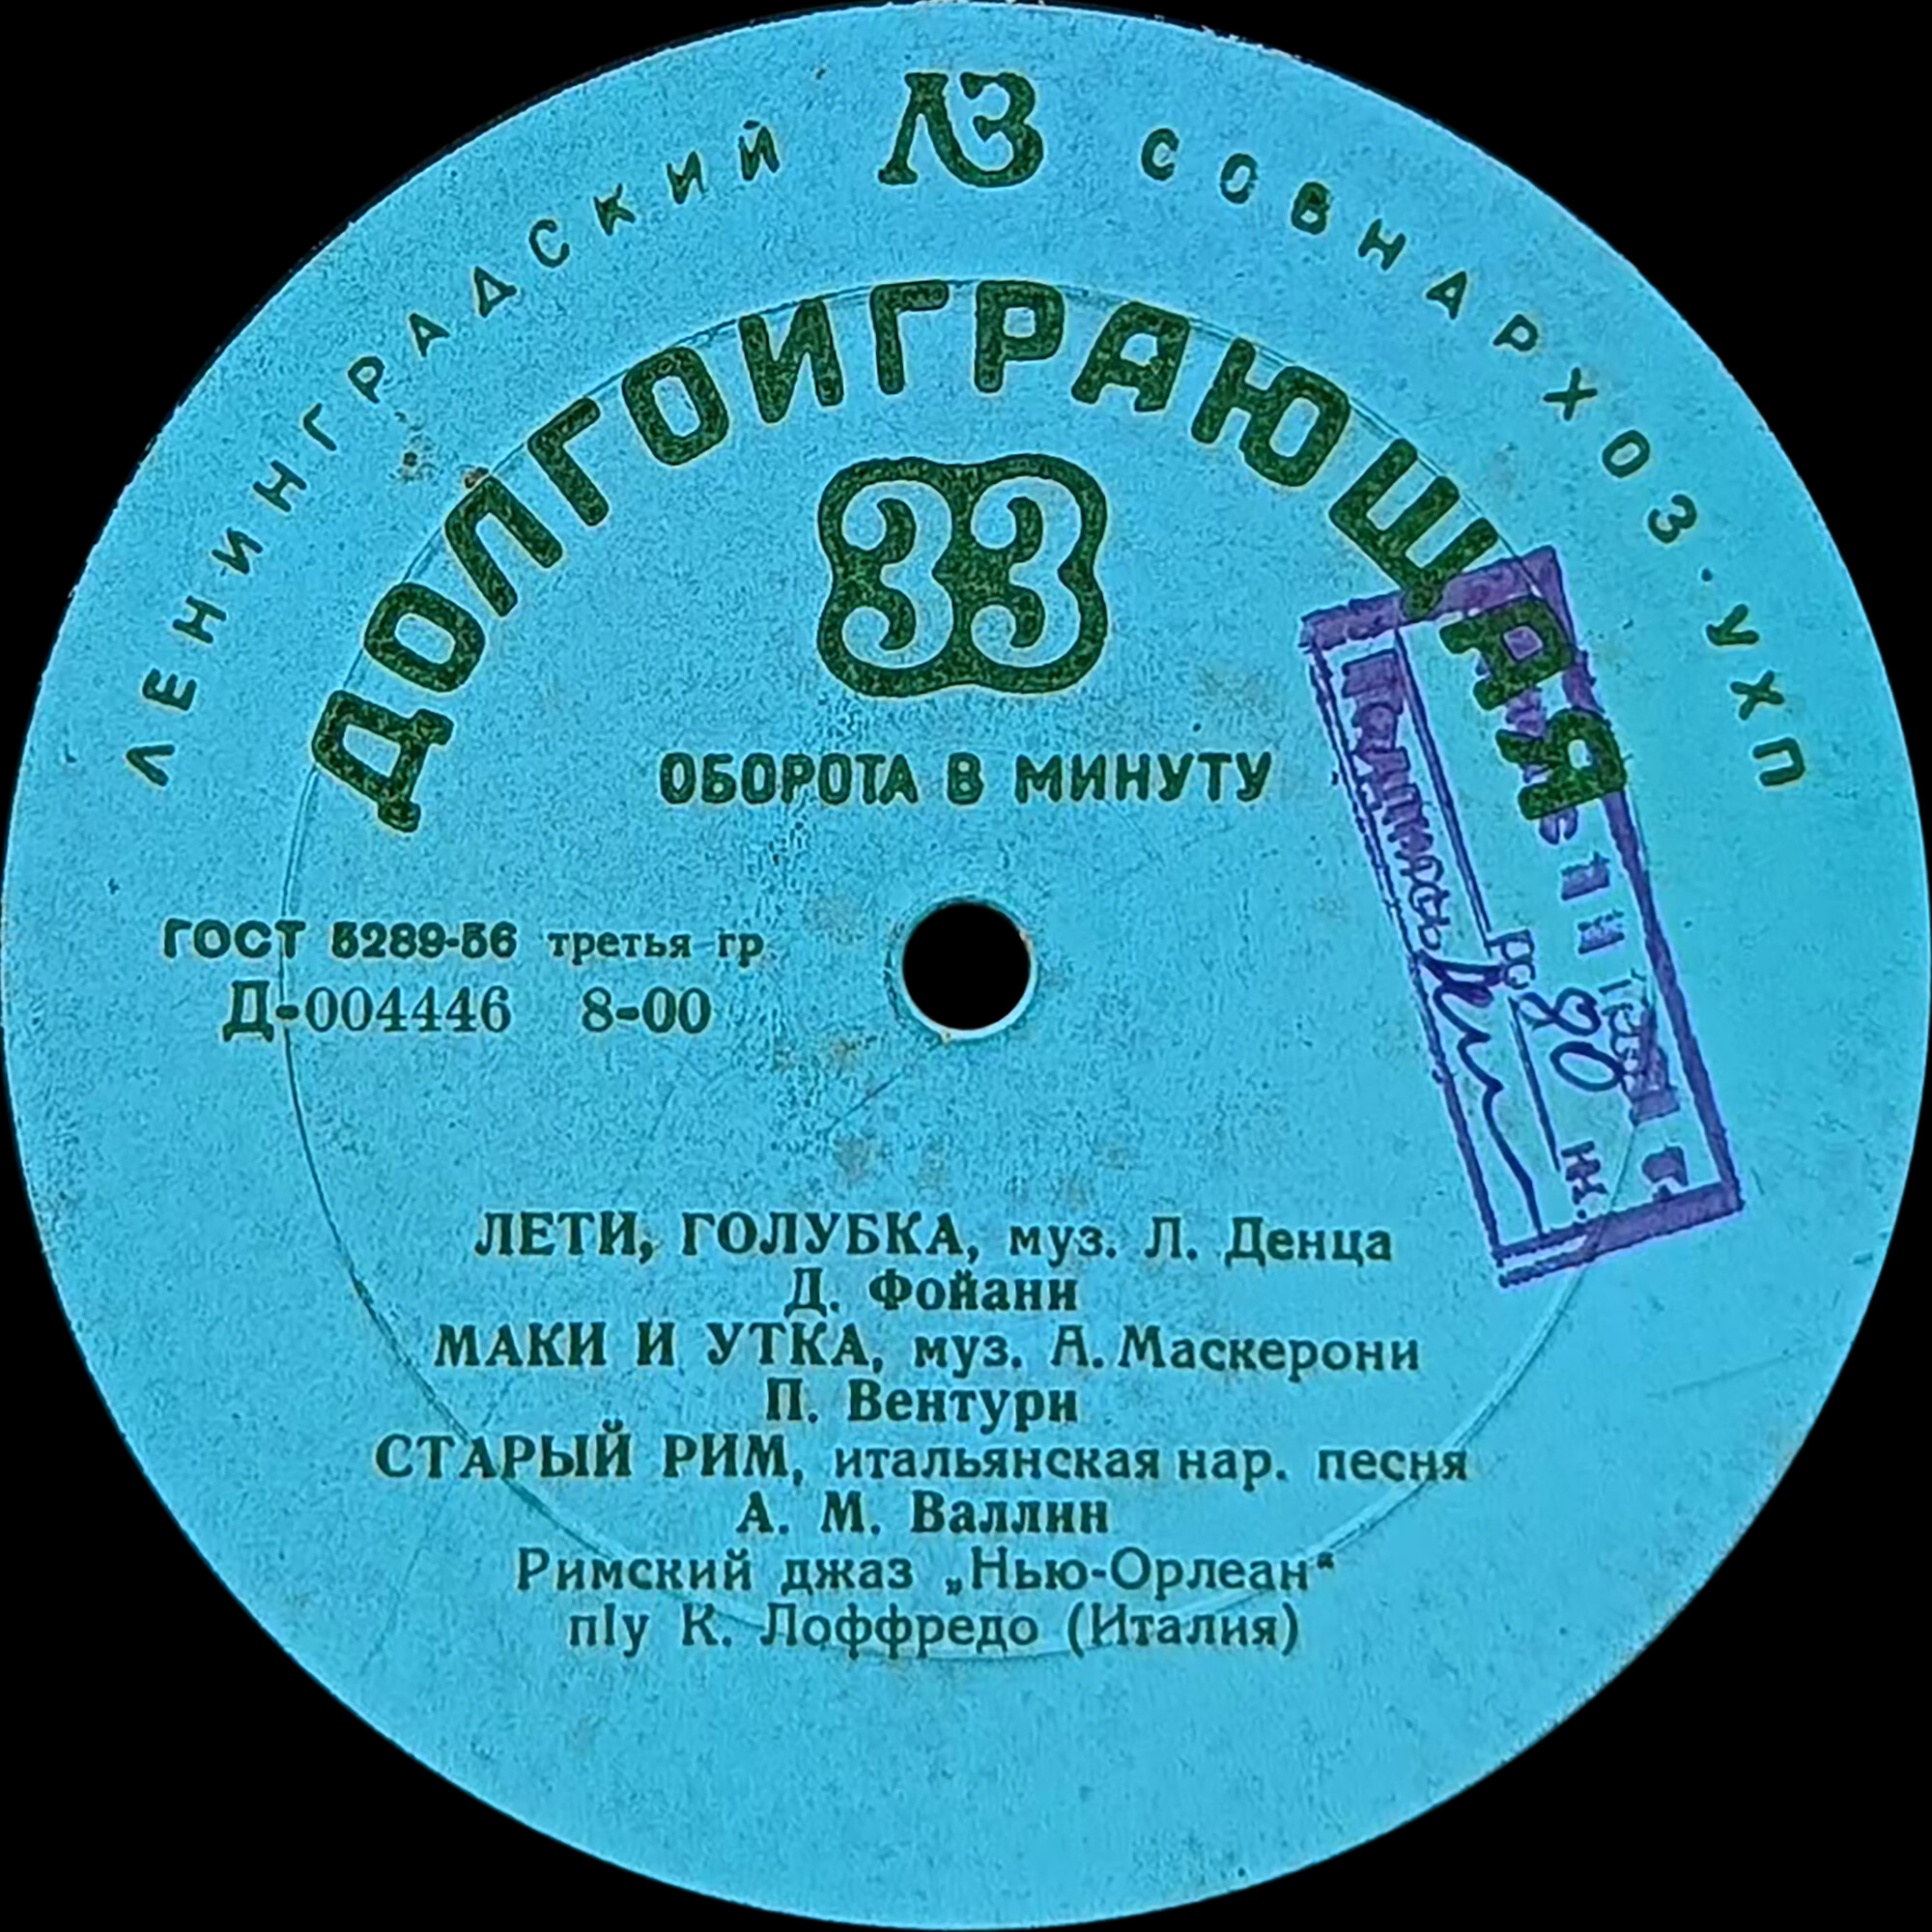 ЛЕНИНГРАДСКИЙ ЛЗ СОВНАРХОЗ·УХП
ДОЛГОИГРАЮЩАЯ
33
ОБОРОТА В МИНУТУ
ГОСТ 5289-56 третья гр.
Д-004446 8-00
Подпись
80
ЛЕТИ, ГОЛУБКА, муз. Л. Денца
Д. Фойани
МАКИ И УТКА, муз. А. Маскерони
П. Вентури
СТАРЫЙ РИМ, итальянская нар. песня
А. М. Валлин
Римский джаз „Нью-Орлеан“
п/у К. Лоффредо (Италия)